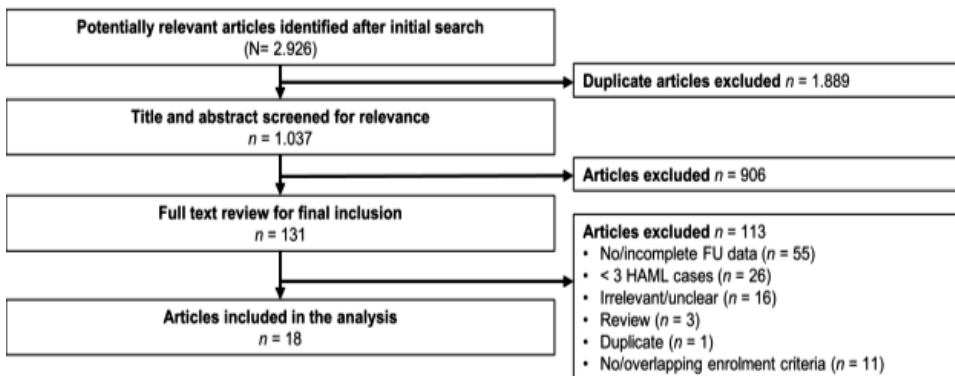 Potentially relevant articles identified after initial search
(N= 2.926)
Duplicate articles excluded n = 1.889
Title and abstract screened for relevance
n = 1.037
Articles excluded n = 906
Full text review for final inclusion
n = 131
Articles excluded n = 113
• No/incomplete FU data (n = 55)
• < 3 HAML cases (n = 26)
• Irrelevant/unclear (n = 16)
• Review (n = 3)
• Duplicate (n = 1)
• No/overlapping enrolment criteria (n = 11)
Articles included in the analysis
n = 18